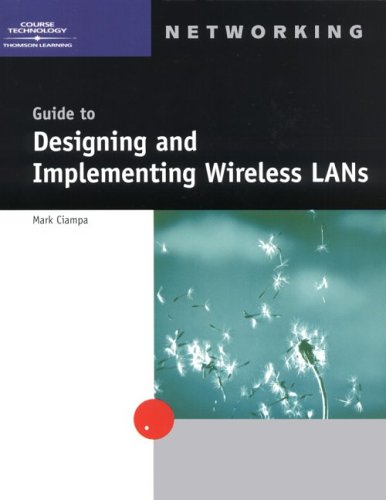 COURSE
TECHNOLOGY
THOMSON LEARNING
NETWORKING
Guide to
Designing and
Implementing Wireless LANs
Mark Ciampa